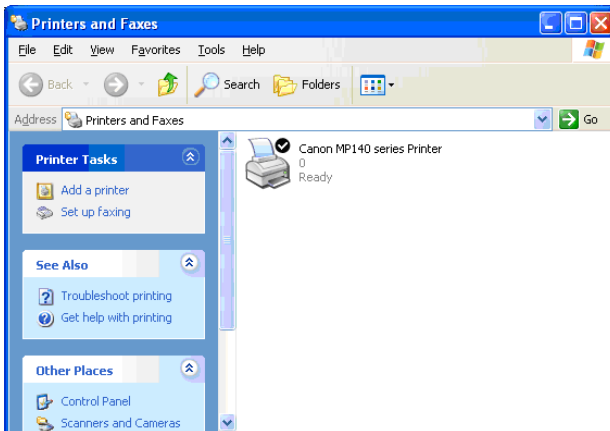 Printers and Faxes
File Edit View Favorites Tools Help
Back Search Folders
Address Printers and Faxes Go
Printer Tasks
Add a printer
Set up faxing
See Also
Troubleshoot printing
Get help with printing
Other Places
Control Panel
Scanners and Cameras
Canon MP140 series Printer
0
Ready